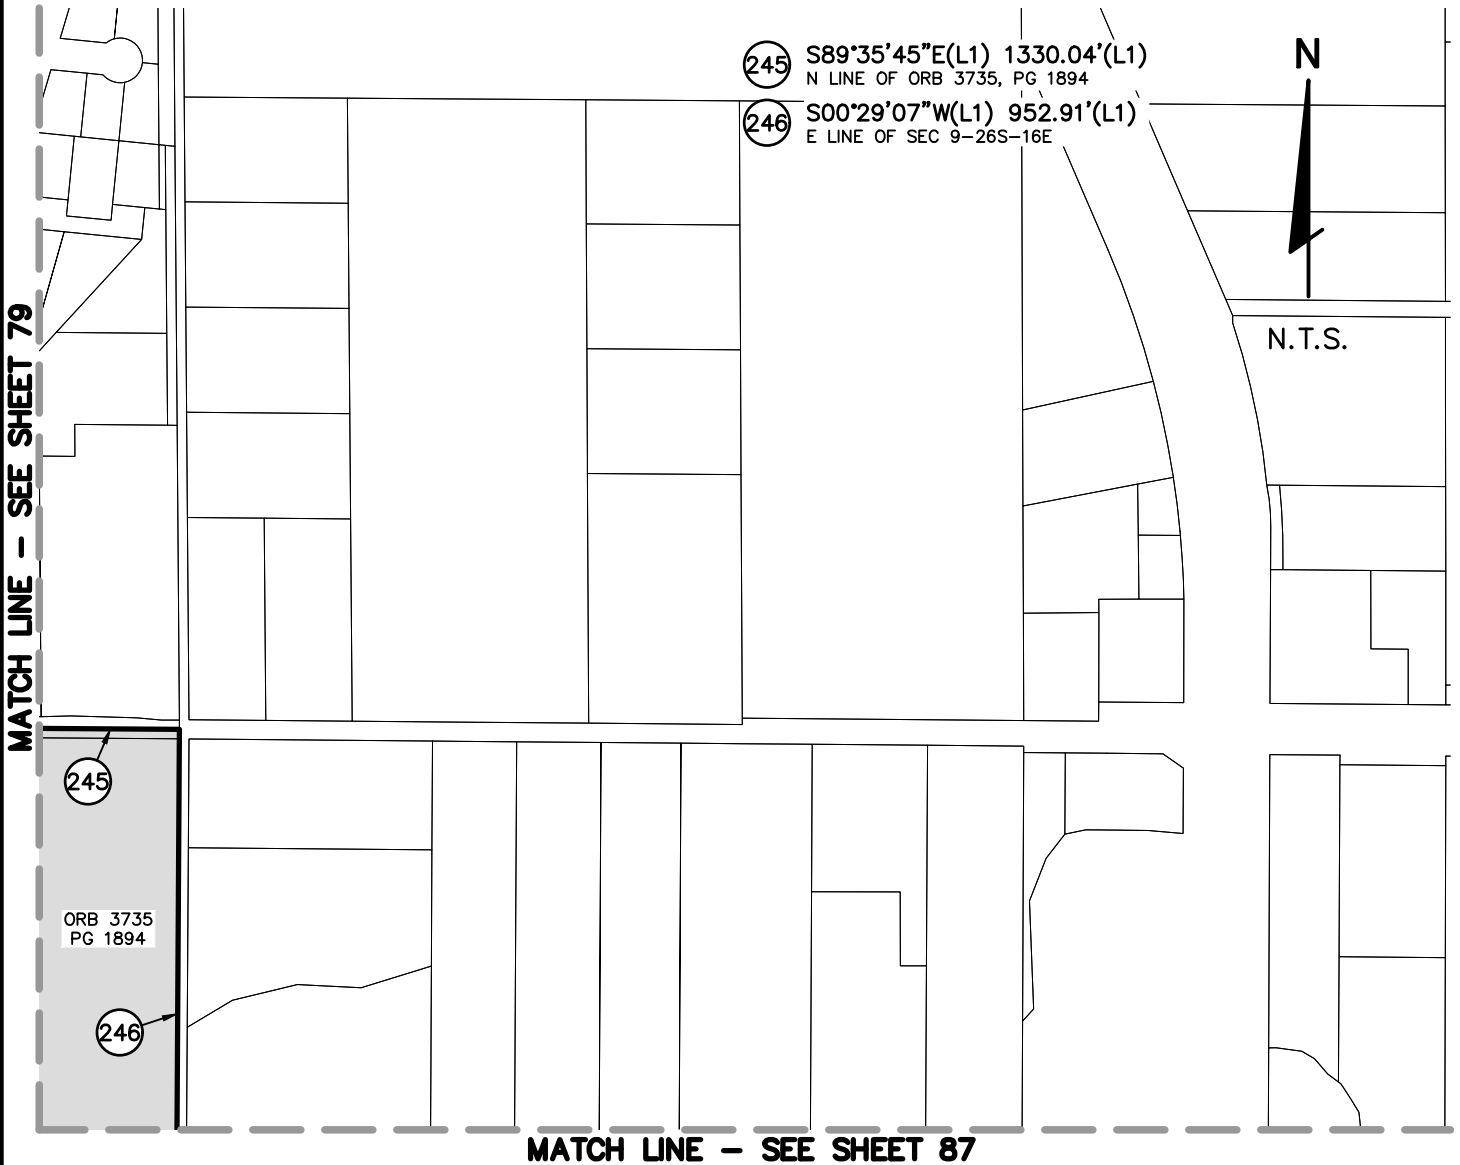 245 S89°35'45"E(L1) 1330.04'(L1)
N LINE OF ORB 3735, PG 1894
246 S00°29'07"W(L1) 952.91'(L1)
E LINE OF SEC 9-26S-16E
N
N.T.S.
MATCH LINE - SEE SHEET 79
245
ORB 3735
PG 1894
246
MATCH LINE - SEE SHEET 87